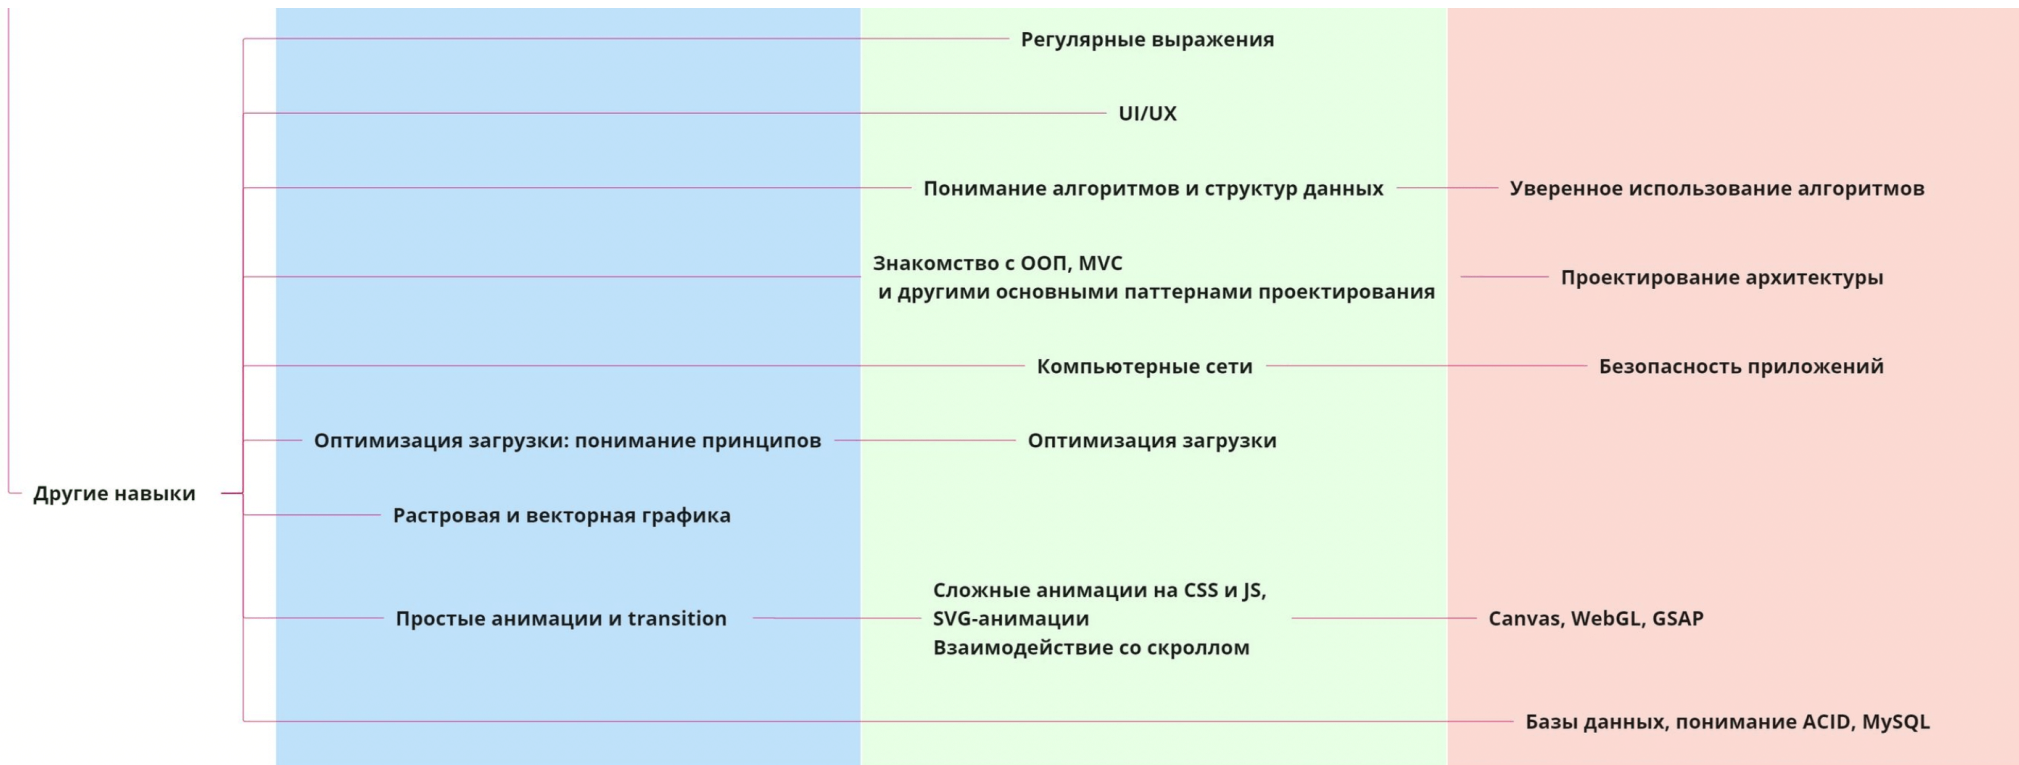 Регулярные выражения
UI/UX
Понимание алгоритмов и структур данных
Уверенное использование алгоритмов
Знакомство с ООП, MVC
и другими основными паттернами проектирования
Проектирование архитектуры
Компьютерные сети
Безопасность приложений
Оптимизация загрузки: понимание принципов
Оптимизация загрузки
Другие навыки
Растровая и векторная графика
Простые анимации и transition
Сложные анимации на CSS и JS,
SVG-анимации
Взаимодействие со скроллом
Canvas, WebGL, GSAP
Базы данных, понимание ACID, MySQL